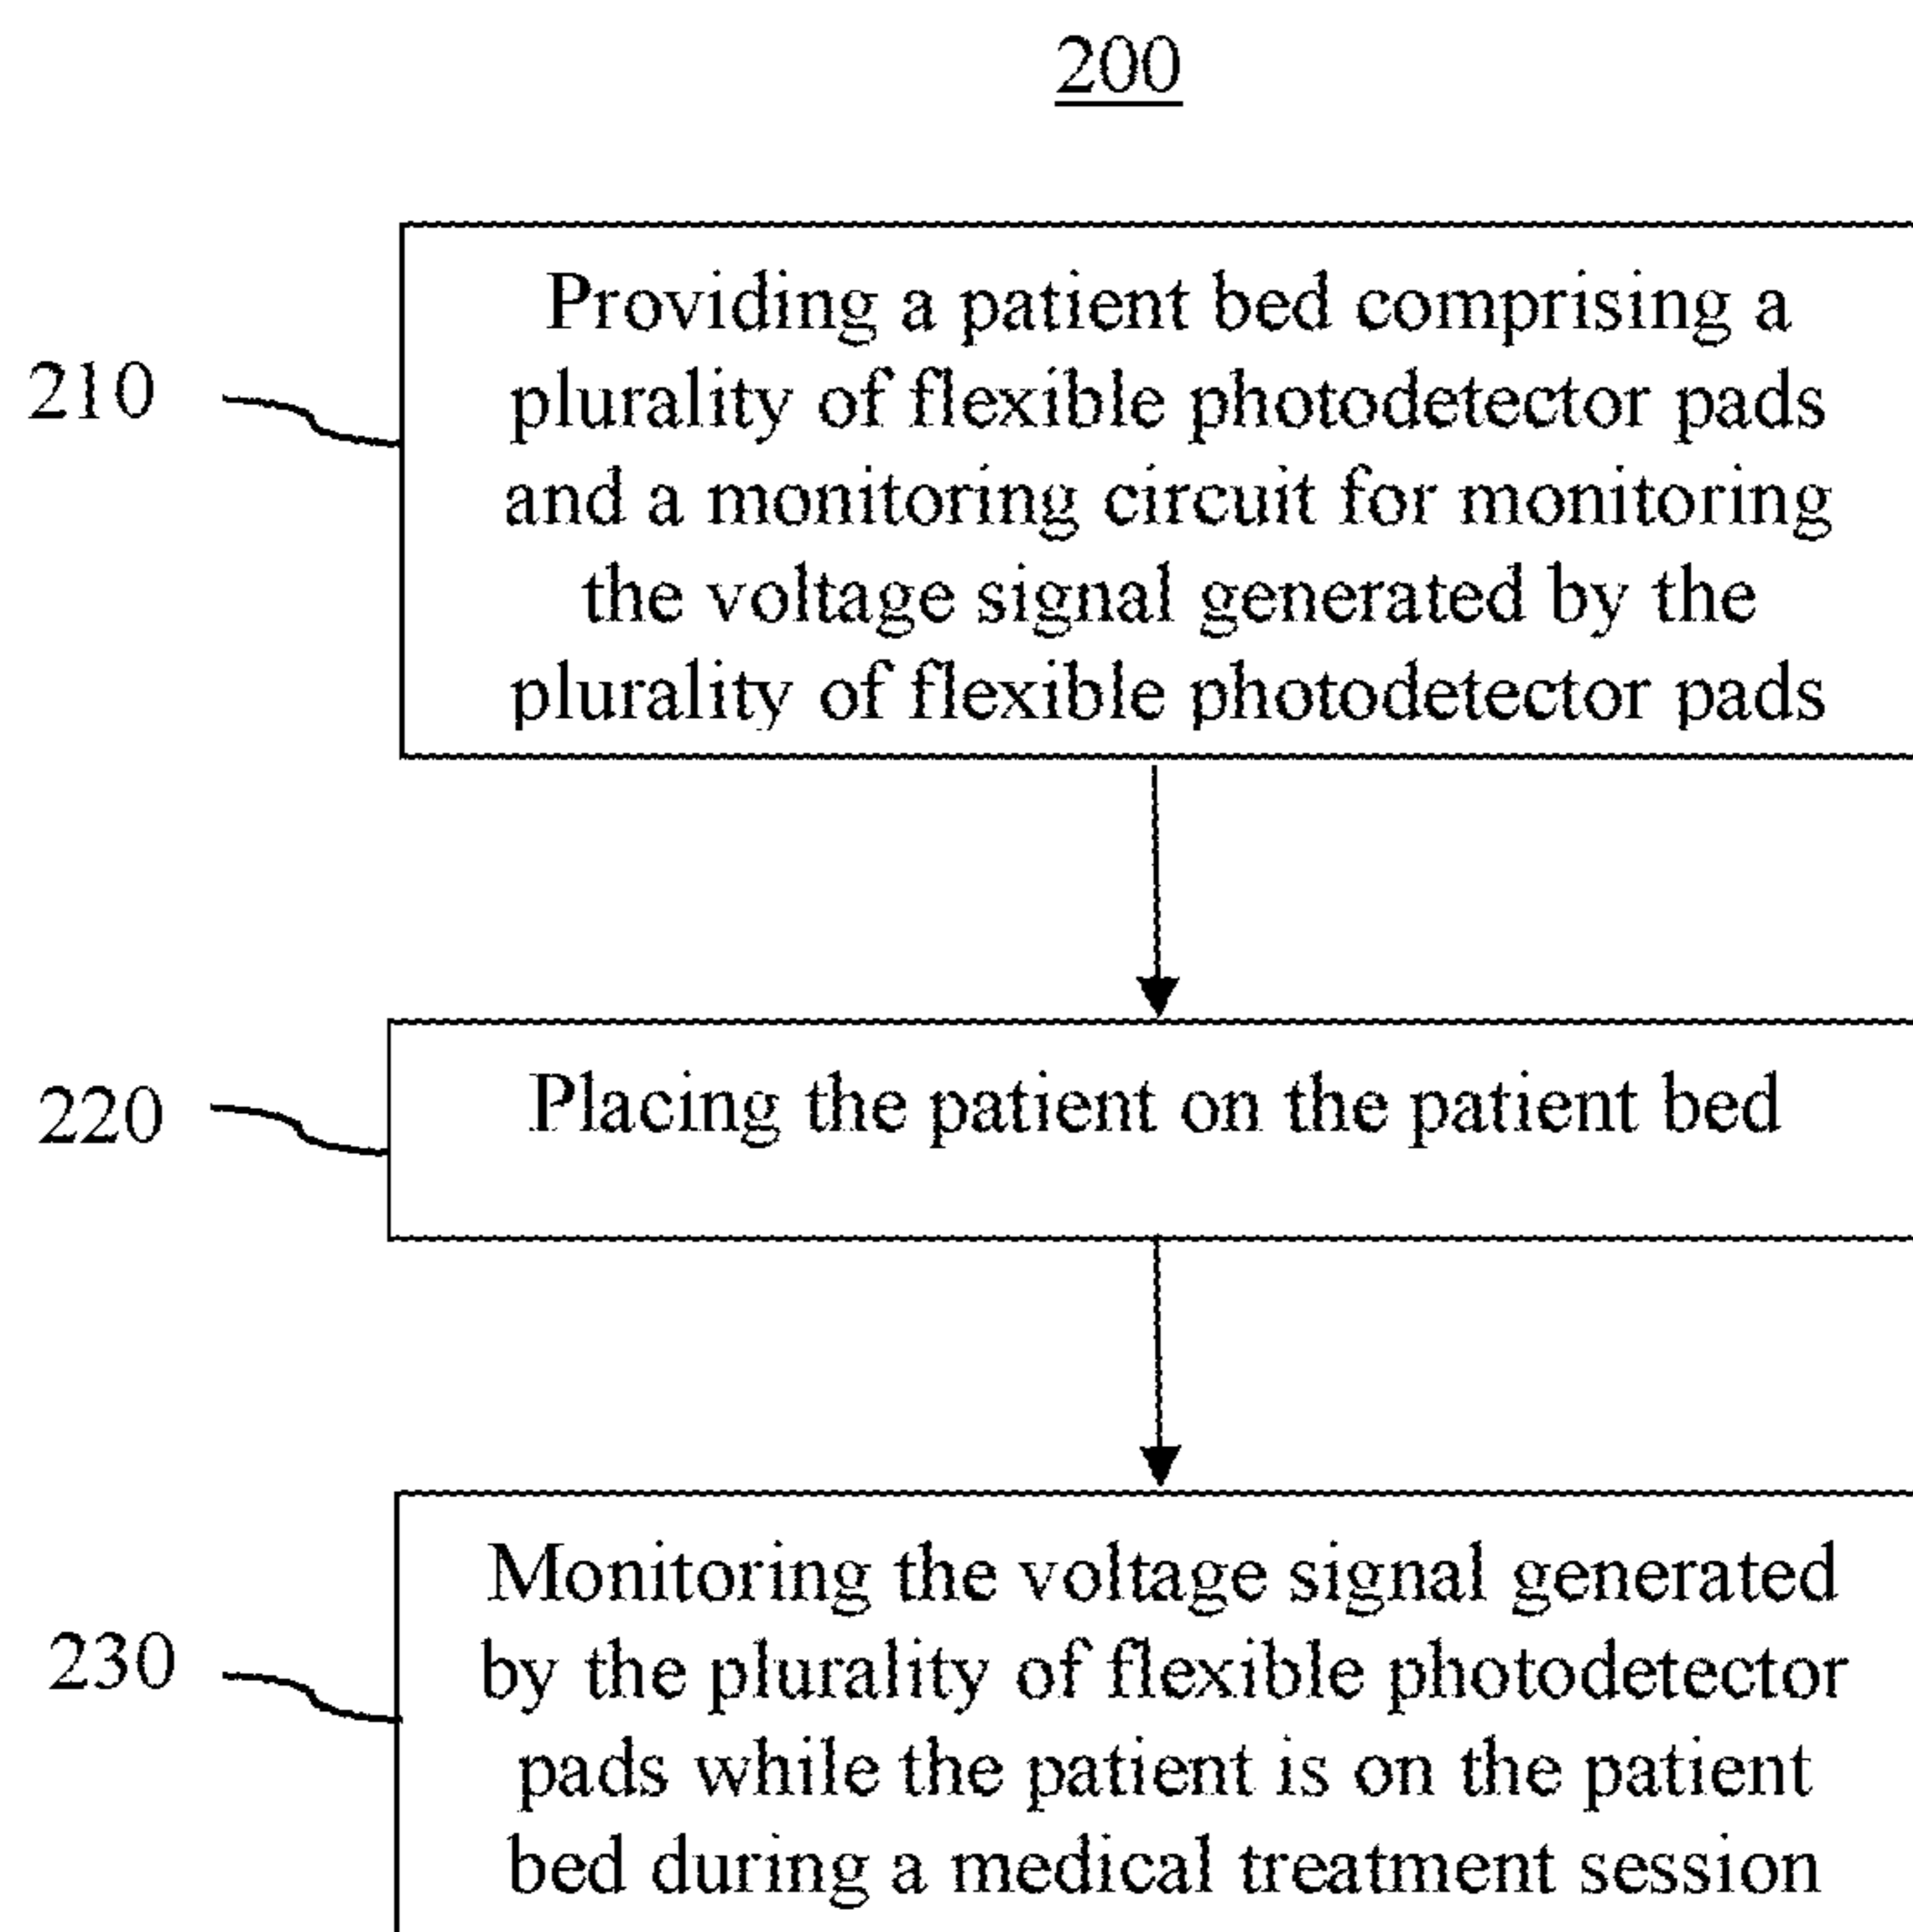 200
210
Providing a patient bed comprising a
plurality of flexible photodetector pads
and a monitoring circuit for monitoring
the voltage signal generated by the
plurality of flexible photodetector pads
220
Placing the patient on the patient bed
230
Monitoring the voltage signal generated
by the plurality of flexible photodetector
pads while the patient is on the patient
bed during a medical treatment session